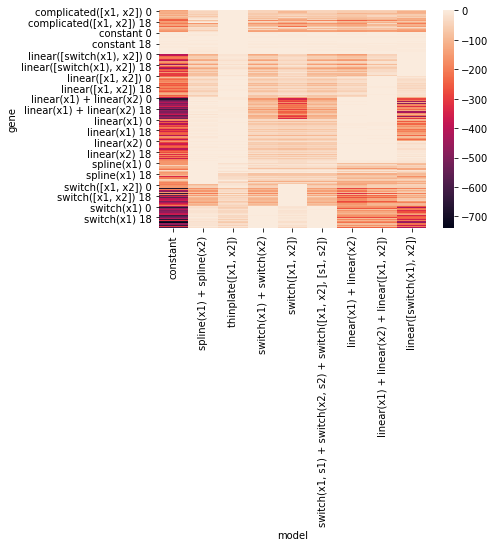 complicated([x1, x2]) 0
complicated([x1, x2]) 18
constant 0
constant 18
linear([switch(x1), x2]) 0
linear([switch(x1), x2]) 18
linear([x1, x2]) 0
linear([x1, x2]) 18
linear(x1) + linear(x2) 0
linear(x1) + linear(x2) 18
linear(x1) 0
linear(x1) 18
linear(x2) 0
linear(x2) 18
spline(x1) 0
spline(x1) 18
switch([x1, x2]) 0
switch([x1, x2]) 18
switch(x1) 0
switch(x1) 18
gene
constant
spline(x1) + spline(x2)
thinplate([x1, x2])
switch(x1) + switch(x2)
switch([x1, x2])
switch(x1, s1) + switch(x2, s2) + switch([x1, x2], [s1, s2])
linear(x1) + linear(x2)
linear(x1) + linear(x2) + linear([x1, x2])
linear([switch(x1), x2])
model
0
−100
−200
−300
−400
−500
−600
−700